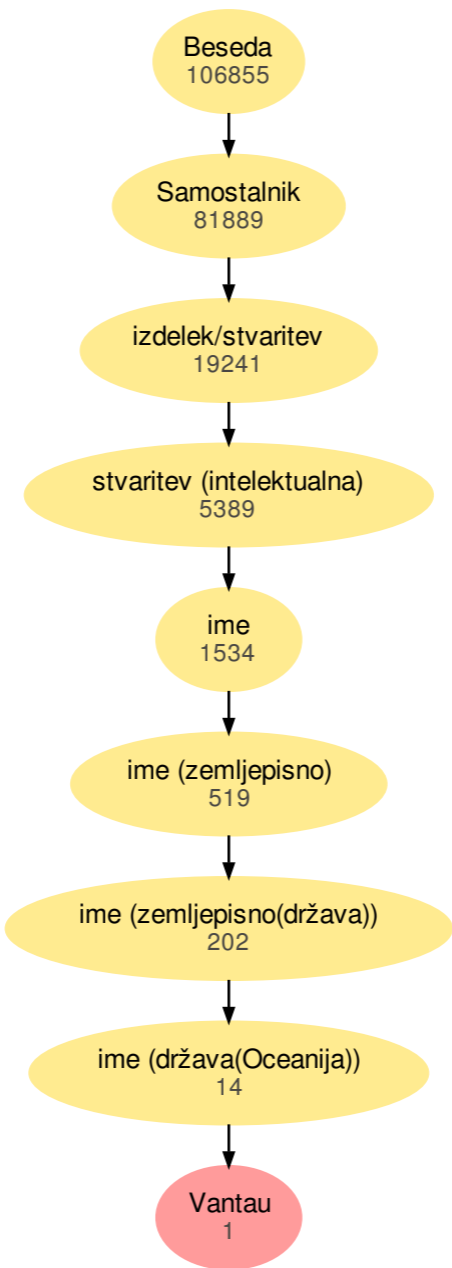 Beseda
106855
Samostalnik
81889
izdelek/stvaritev
19241
stvaritev (intelektualna)
5389
ime
1534
ime (zemljepisno)
519
ime (zemljepisno(država))
202
ime (država(Oceanija))
14
Vantau
1